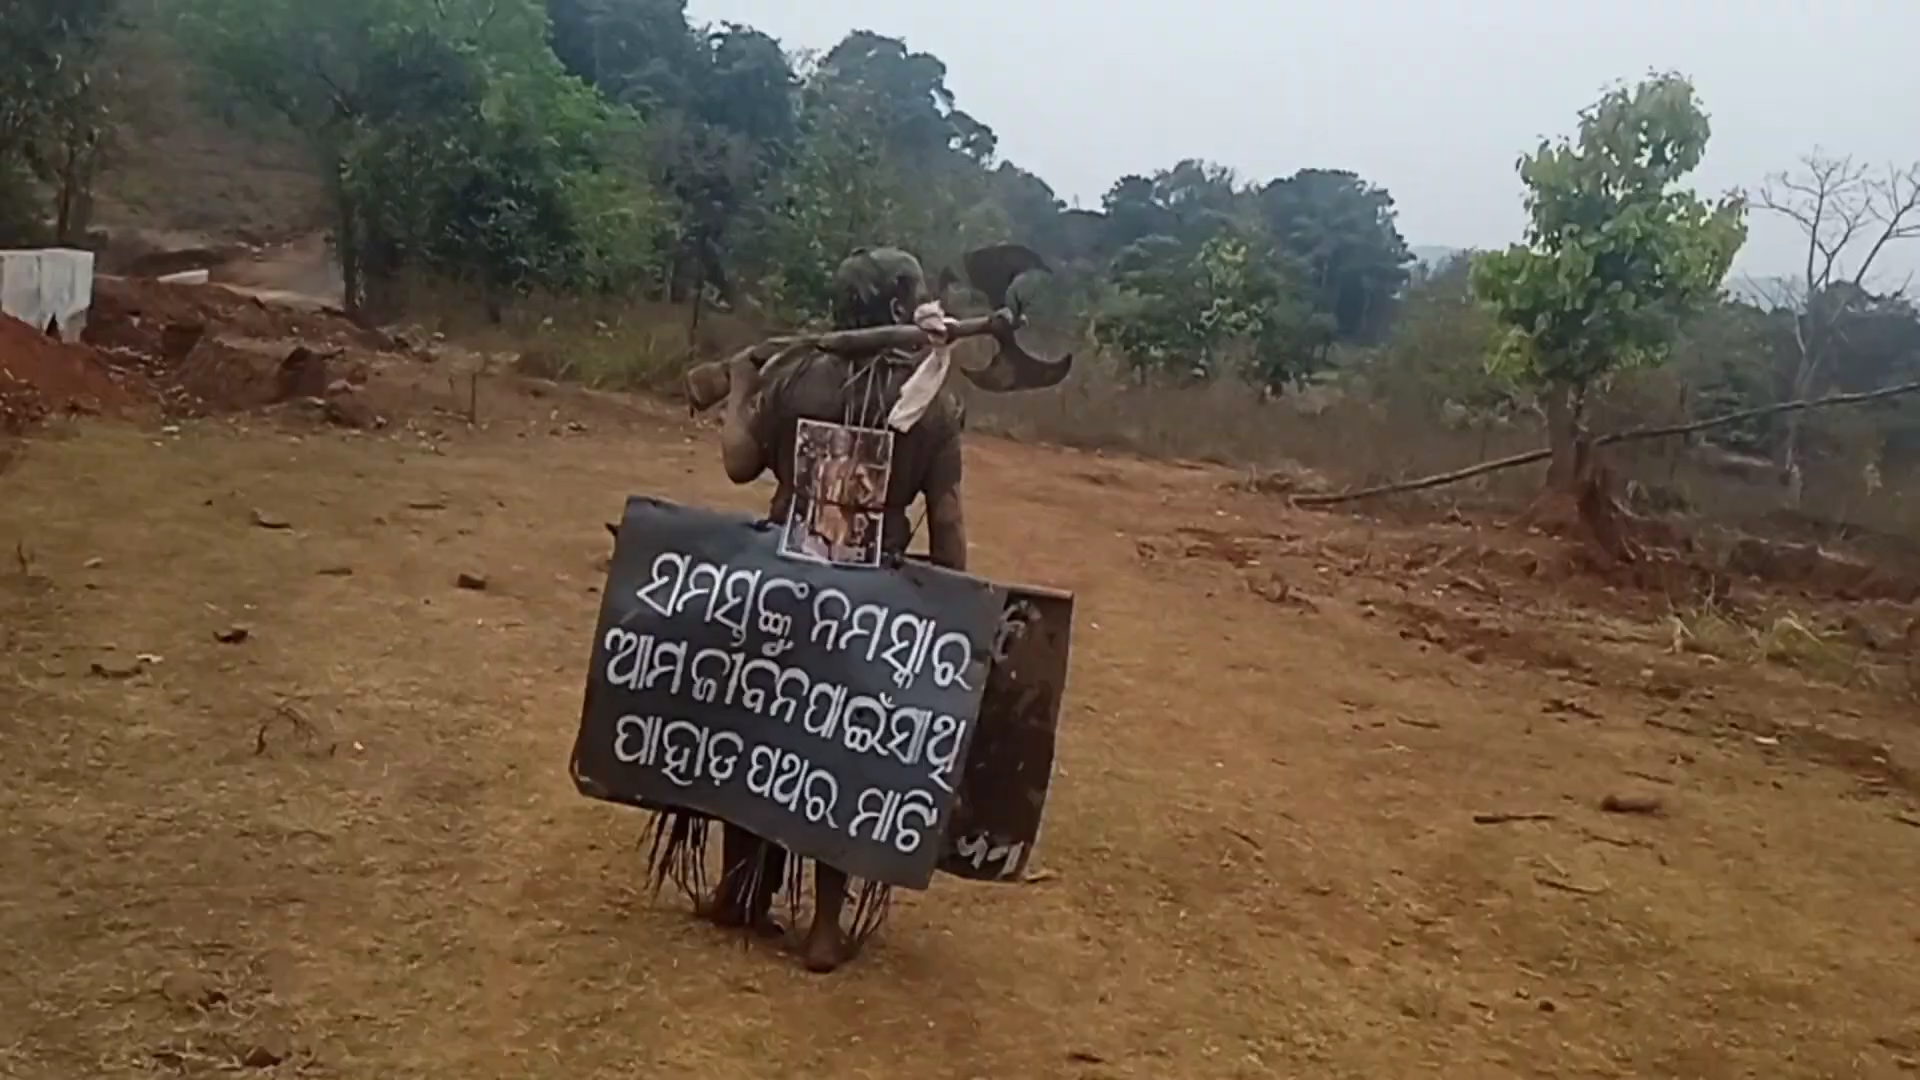 ସମସ୍ତଙ୍କୁ ନମସ୍କାର
ଆମ ଜୀବନ ପାଇଁ ସାଥି
ପାହାଡ଼ ପଥର ମାଟି